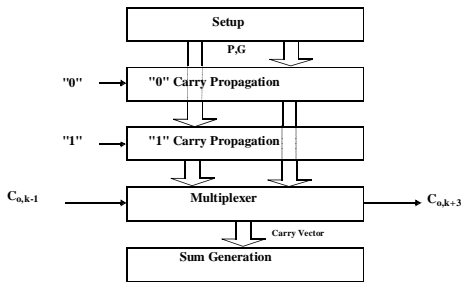 Setup
P,G
"0" "0" Carry Propagation
"1" "1" Carry Propagation
C_{o,k-1} Multiplexer C_{o,k+3}
Carry Vector
Sum Generation